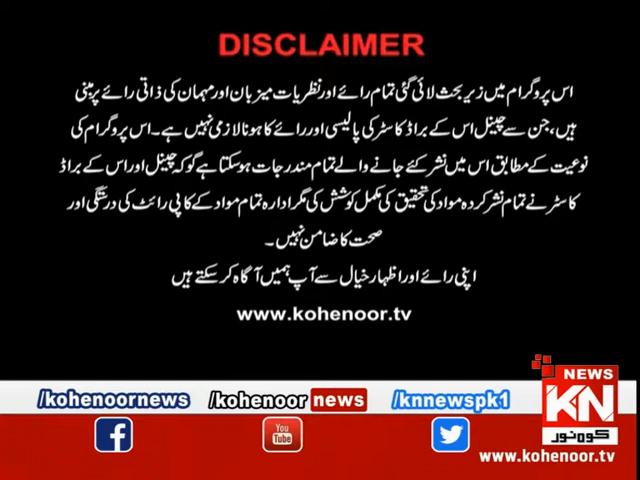 DISCLAIMER
اس پروگرام میں زیر بحث لائی گئی تمام رائے اور نظریات میزبان اور مہمان کی ذاتی رائے پر مبنی
ہیں، جن سے چینل اس کے براڈ کاسٹر کی پالیسی اور رائے کا ہونا لازمی نہیں ہے۔ اس پروگرام کی
نوعیت کے مطابق اس میں نشر کئے جانے والے تمام مندرجات ہو سکتا ہے گو کہ چینل اور اس کے براڈ
کاسٹر نے تمام نشر کردہ مواد کی تحقیق کی مکمل کوشش کی مگر ادارہ تمام مواد کے کاپی رائٹ کی درستگی اور
صحت کا ضامن نہیں۔
اپنی رائے اور اظہار خیال سے آپ ہمیں آگاہ کر سکتے ہیں
www.kohenoor.tv
/kohenoornews /kohenoor news /knnewspk1
NEWS
KN
کوہ نور
You Tube
www.kohenoor.tv